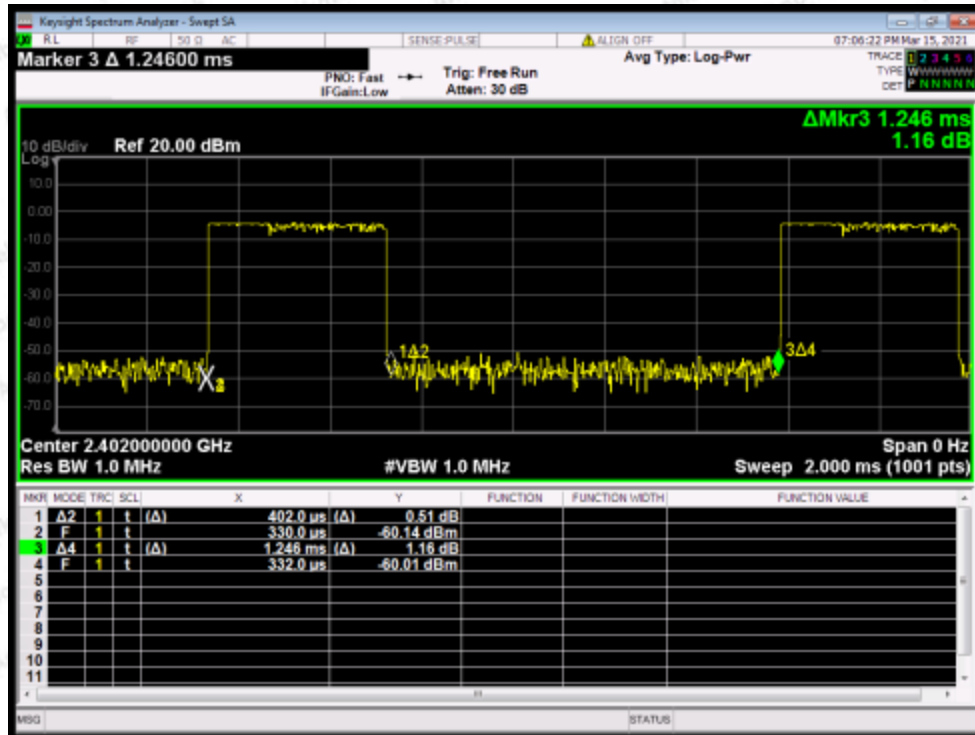 Keysight Spectrum Analyzer - Swept SA
RL RF 50 Ω AC SENSE:PULSE ALIGN OFF 07:06:22 PM Mar 15, 2021
Marker 3 Δ 1.24600 ms
PNO: Fast
IFGain:Low
Trig: Free Run
Atten: 30 dB
Avg Type: Log-Pwr
TRACE 1 2 3 4 5 6
TYPE WWWWWW
DET P N N N N N
ΔMkr3 1.246 ms
1.16 dB
10 dB/div Ref 20.00 dBm
Log
10.0
0.00
-10.0
-20.0
-30.0
-40.0
-50.0
-60.0
-70.0
1Δ2
3Δ4
Center 2.402000000 GHz Span 0 Hz
Res BW 1.0 MHz #VBW 1.0 MHz Sweep 2.000 ms (1001 pts)
MKR MODE TRC SCL X Y FUNCTION FUNCTION WIDTH FUNCTION VALUE
1 Δ2 1 t (Δ) 402.0 µs (Δ) 0.51 dB
2 F 1 t 330.0 µs -60.14 dBm
3 Δ4 1 t (Δ) 1.246 ms (Δ) 1.16 dB
4 F 1 t 332.0 µs -60.01 dBm
5
6
7
8
9
10
11
MSG STATUS